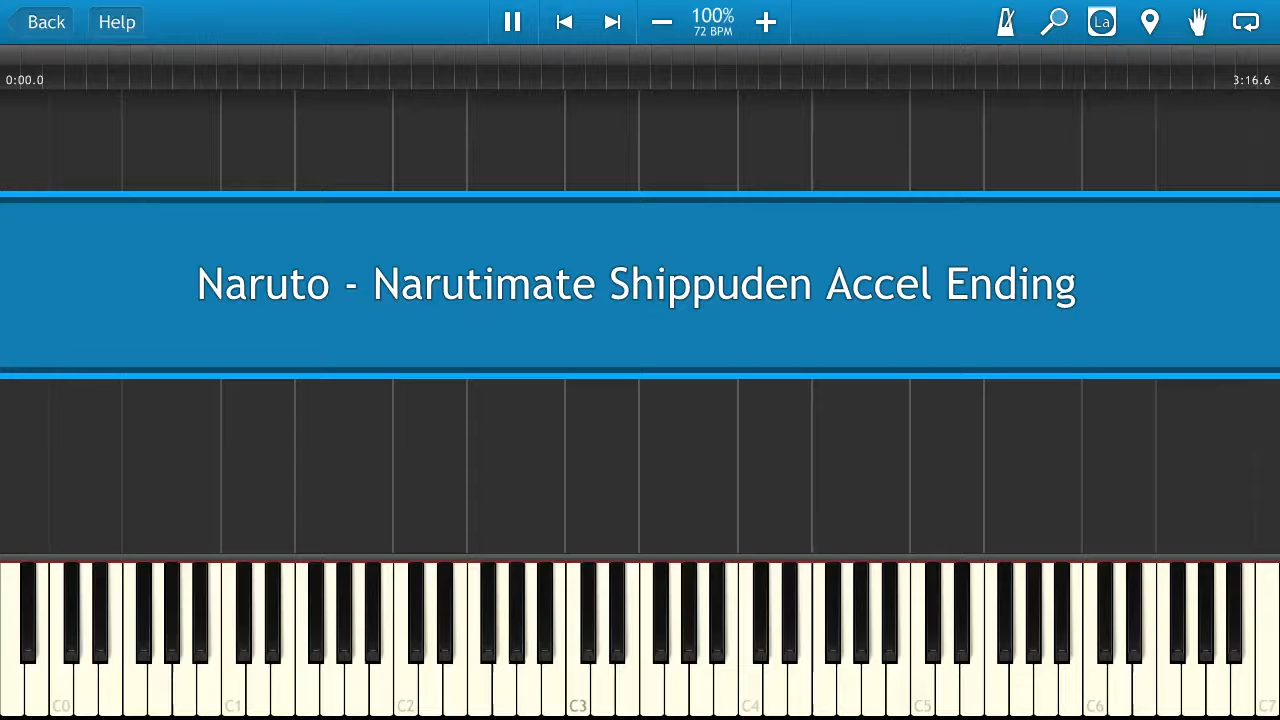 Back Help 100% La
72 BPM
0:00.0 3:16.6
Naruto - Narutimate Shippuden Accel Ending
C0 C1 C2 C3 C4 C5 C6 C7